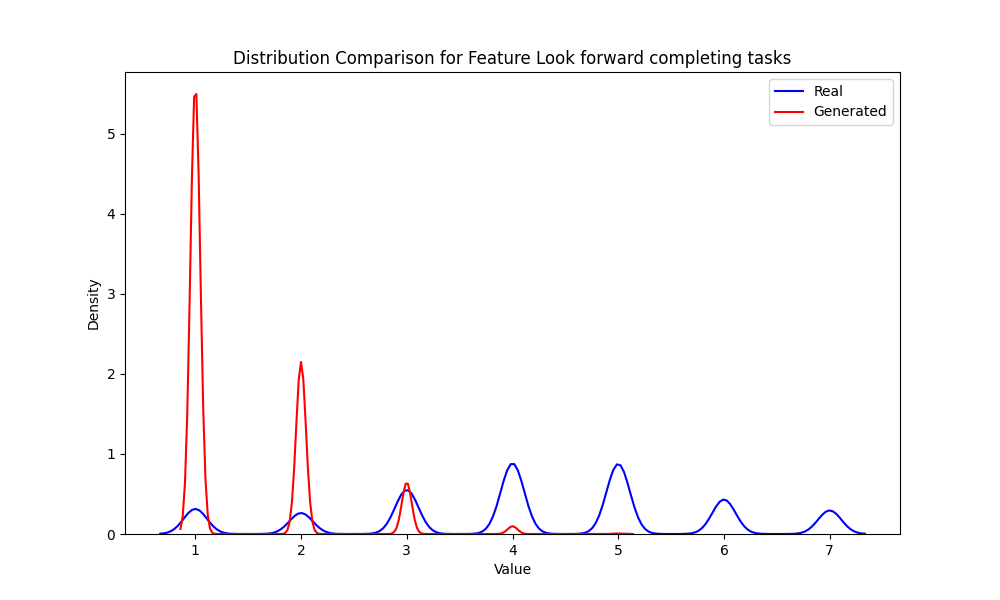 Distribution Comparison for Feature Look forward completing tasks
Real
Generated
Density
5
4
3
2
1
0
1 2 3 4 5 6 7
Value